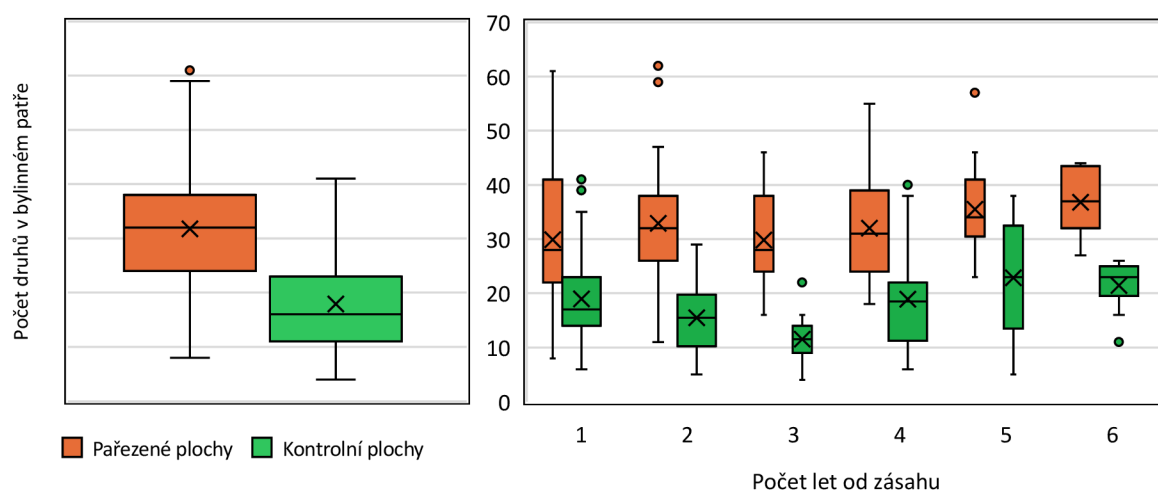 Počet druhů v bylinném patře
70
60
50
40
30
20
10
0
1 2 3 4 5 6
Pařezené plochy Kontrolní plochy
Počet let od zásahu